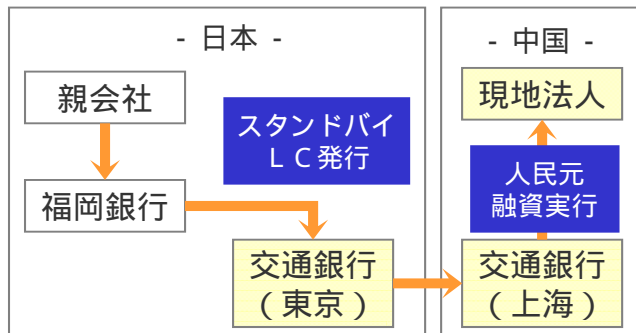 - 日本 -
親会社
スタンドバイ
ＬＣ発行
福岡銀行
交通銀行
（東京）
- 中国 -
現地法人
人民元
融資実行
交通銀行
（上海）